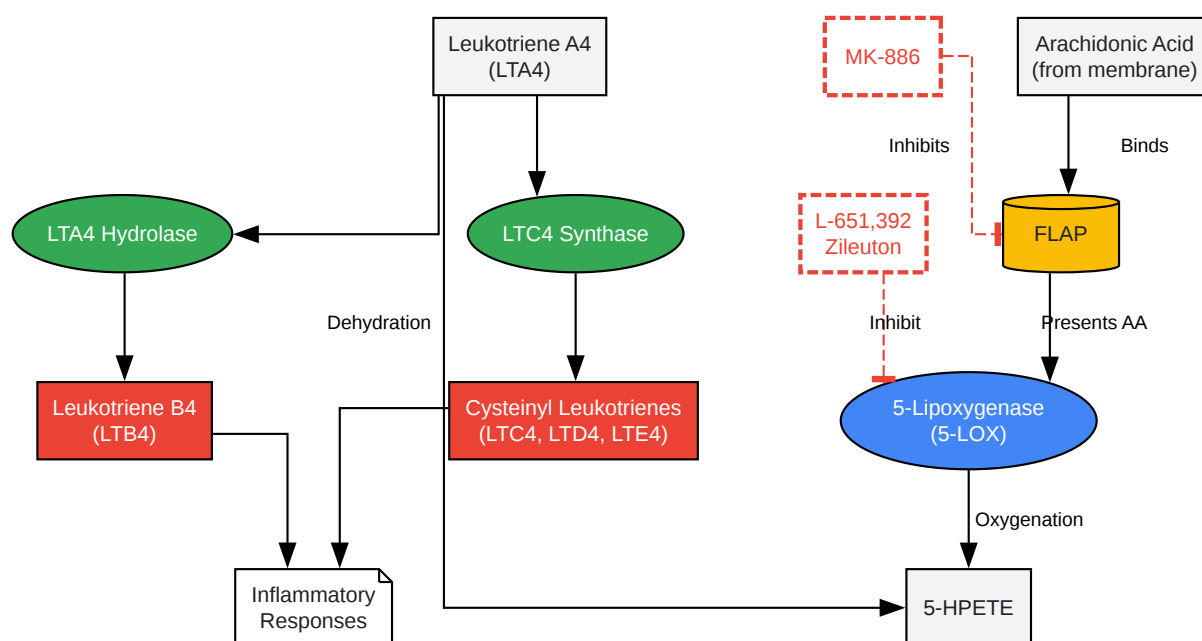 Leukotriene A4
(LTA4)
MK-886
Arachidonic Acid
(from membrane)
Inhibits
Binds
LTA4 Hydrolase
LTC4 Synthase
L-651,392
Zileuton
FLAP
Dehydration
Inhibit
Presents AA
Leukotriene B4
(LTB4)
Cysteinyl Leukotrienes
(LTC4, LTD4, LTE4)
5-Lipoxygenase
(5-LOX)
Oxygenation
Inflammatory
Responses
5-HPETE